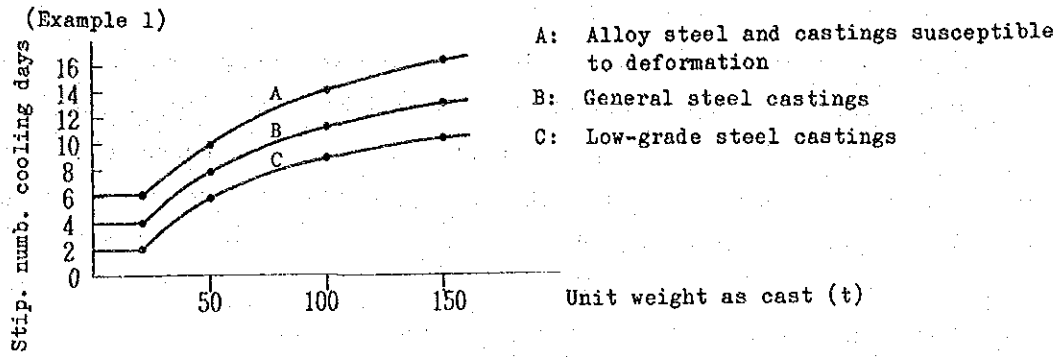 (Example 1)
Stip. numb. cooling days
16
14
12
10
8
6
4
2
0
A
B
C
50 100 150
Unit weight as cast (t)
A: Alloy steel and castings susceptible
to deformation
B: General steel castings
C: Low-grade steel castings